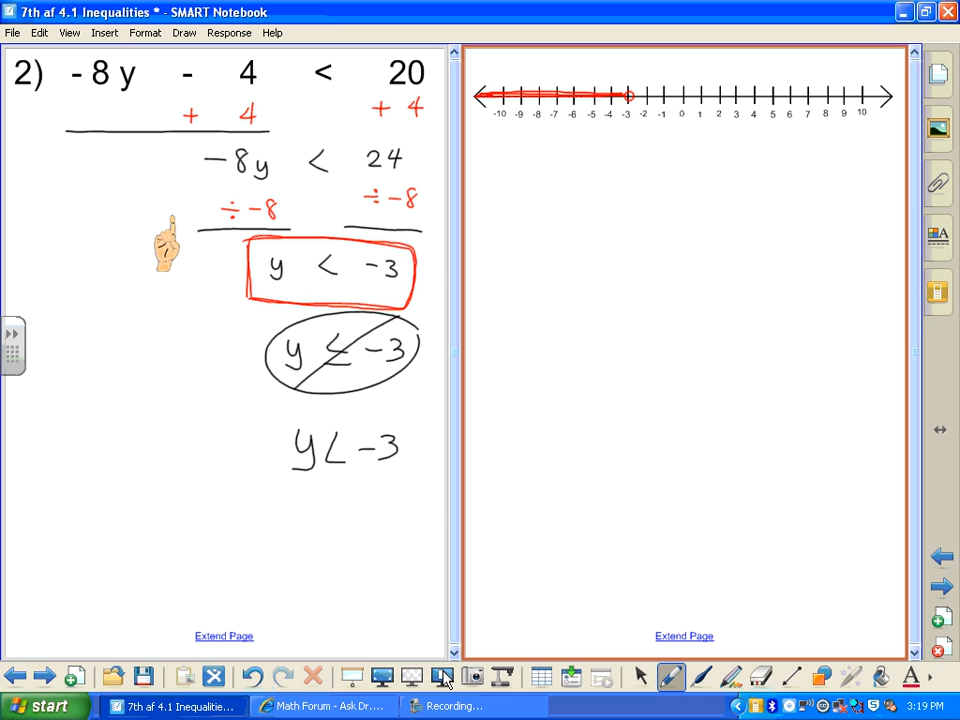 7th af 4.1 Inequalities * - SMART Notebook
File Edit View Insert Format Draw Response Help
2) - 8 y - 4 < 20
+ 4 + 4
-8y < 24
÷ -8 ÷ -8
y < -3
y ≤ -3
y < -3
Extend Page
-10 -9 -8 -7 -6 -5 -4 -3 -2 -1 0 1 2 3 4 5 6 7 8 9 10
Extend Page
A
start
7th af 4.1 Inequalitie...
Math Forum - Ask Dr....
Recording...
3:19 PM